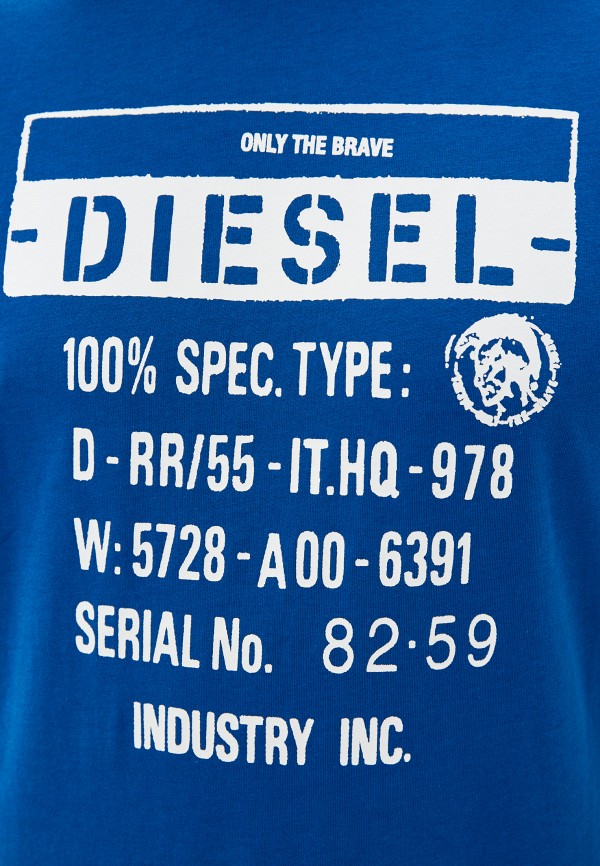 ONLY THE BRAVE
-DIESEL-
100% SPEC. TYPE:
D-RR/55-IT.HQ-978
W: 5728-A00-6391
SERIAL No. 82·59
INDUSTRY INC.